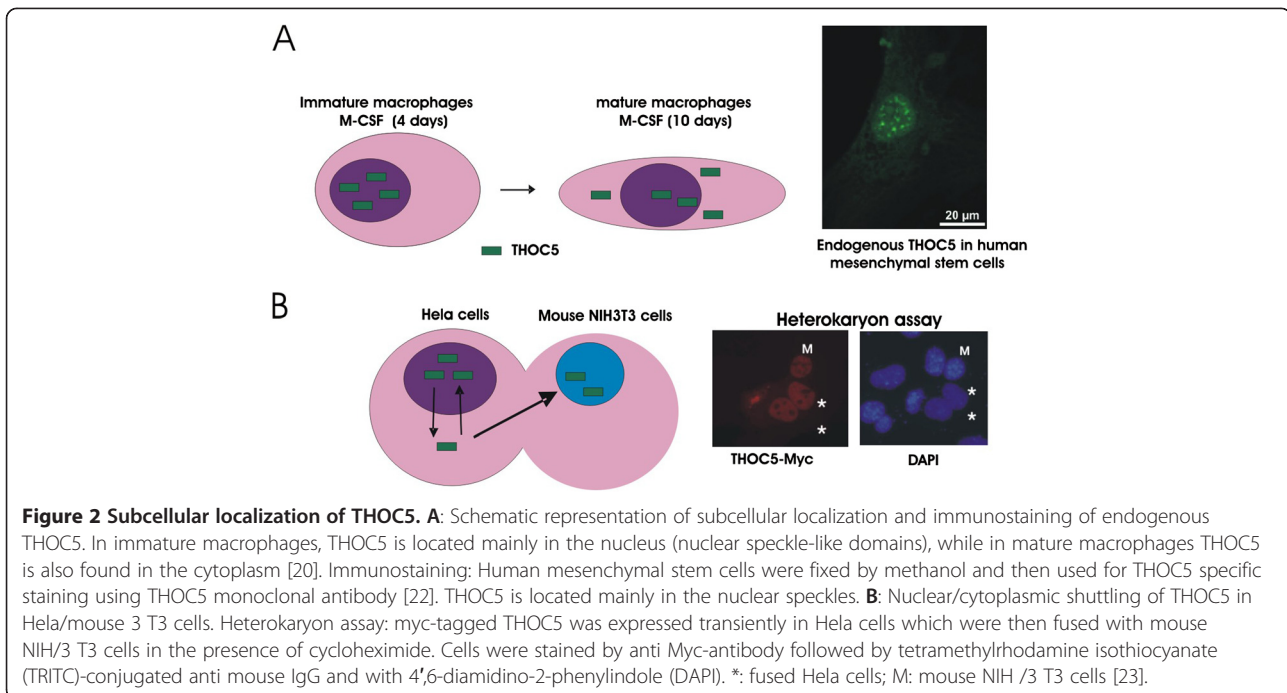 A
Immature macrophages
M-CSF (4 days)
mature macrophages
M-CSF (10 days)
THOC5
20 µm
Endogenous THOC5 in human
mesenchymal stem cells
B
Hela cells
Mouse NIH3T3 cells
Heterokaryon assay
M
*
*
M
*
*
THOC5-Myc
DAPI
Figure 2 Subcellular localization of THOC5. A: Schematic representation of subcellular localization and immunostaining of endogenous
THOC5. In immature macrophages, THOC5 is located mainly in the nucleus (nuclear speckle-like domains), while in mature macrophages THOC5
is also found in the cytoplasm [20]. Immunostaining: Human mesenchymal stem cells were fixed by methanol and then used for THOC5 specific
staining using THOC5 monoclonal antibody [22]. THOC5 is located mainly in the nuclear speckles. B: Nuclear/cytoplasmic shuttling of THOC5 in
Hela/mouse 3 T3 cells. Heterokaryon assay: myc-tagged THOC5 was expressed transiently in Hela cells which were then fused with mouse
NIH/3 T3 cells in the presence of cycloheximide. Cells were stained by anti Myc-antibody followed by tetramethylrhodamine isothiocyanate
(TRITC)-conjugated anti mouse IgG and with 4′,6-diamidino-2-phenylindole (DAPI). *: fused Hela cells; M: mouse NIH /3 T3 cells [23].